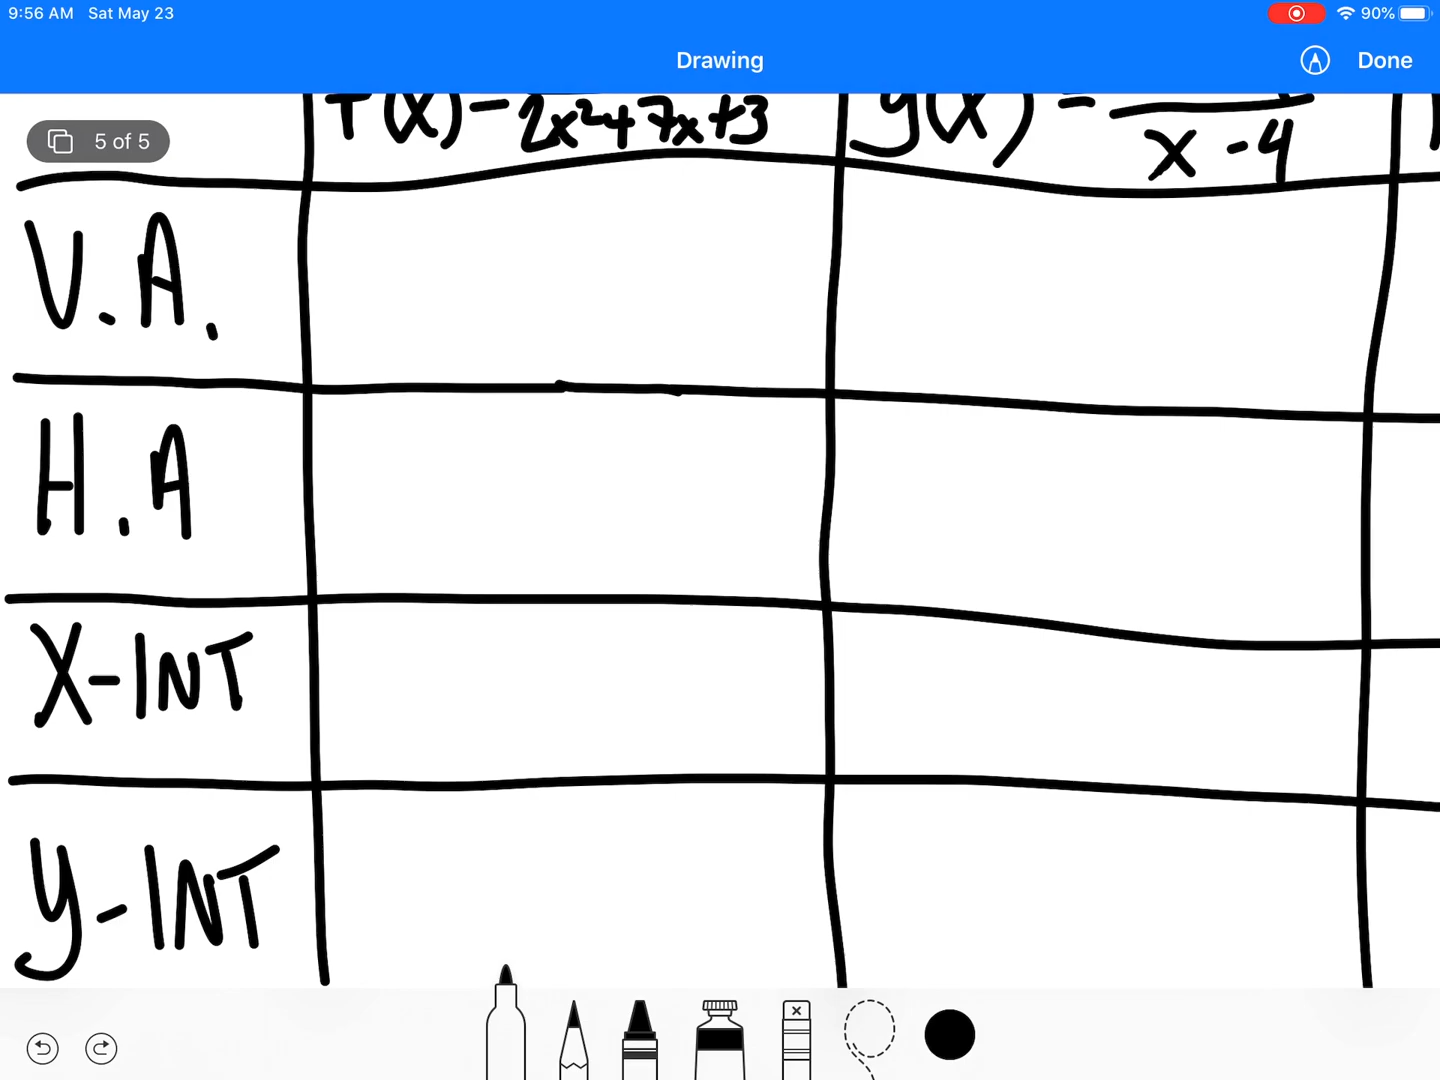 9:56 AM Sat May 23 90%
Drawing Done
5 of 5
f(x) = 2x²+7x+3 g(x) = x-4
V.A.
H.A
X-INT
y-INT